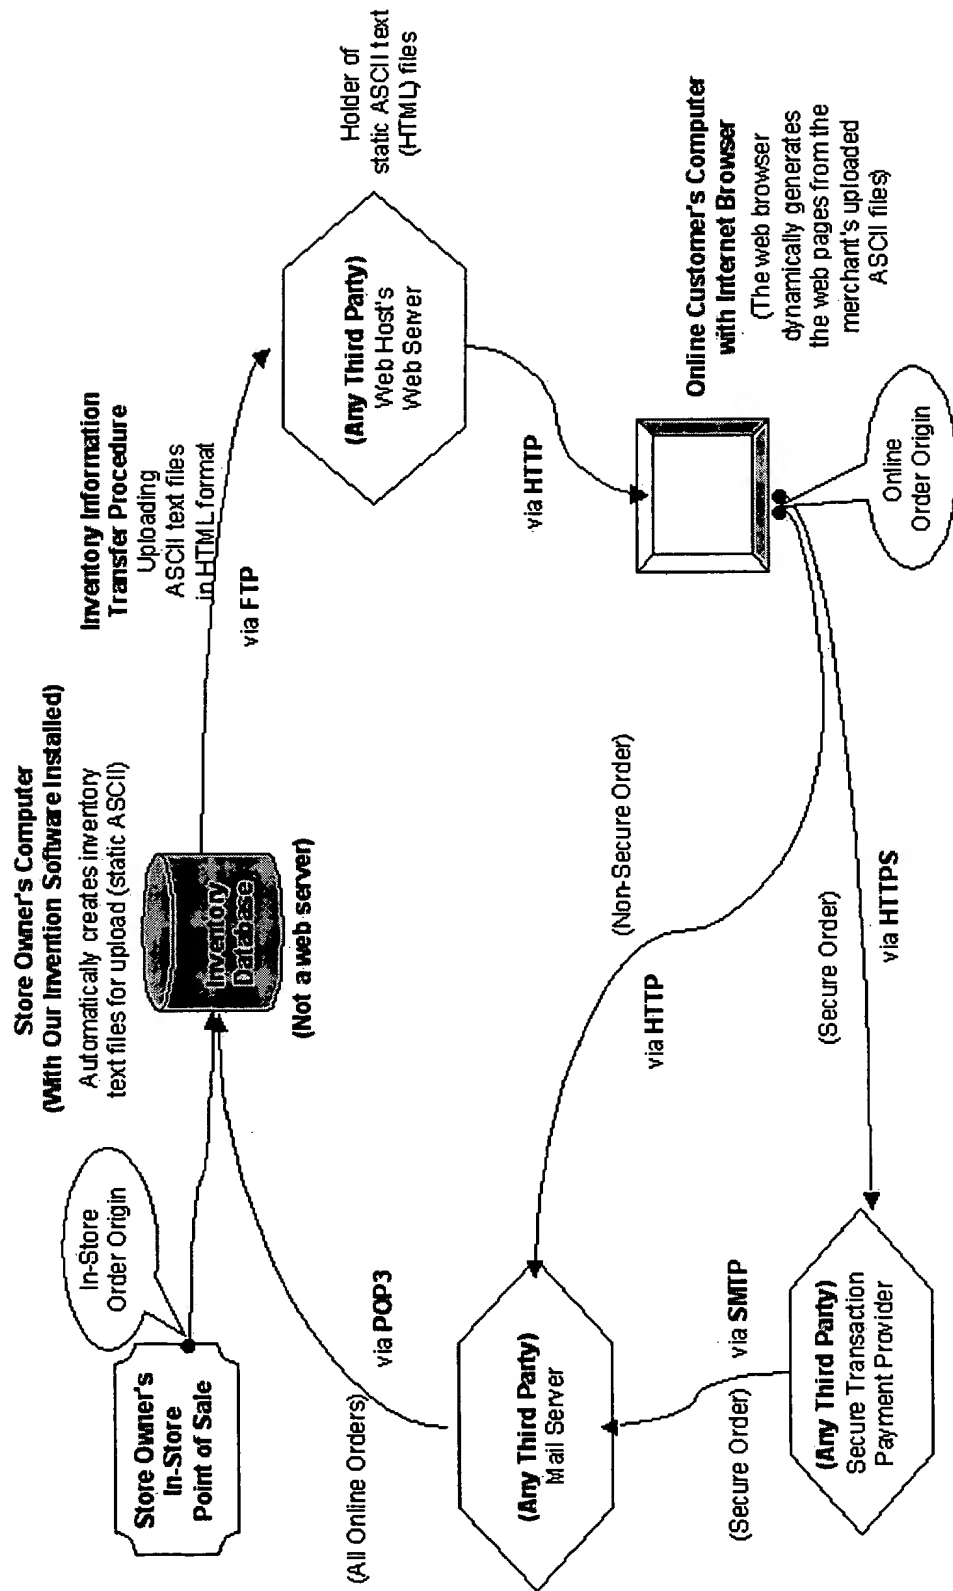 Store Owner's Computer
(With Our Invention Software Installed)
Automatically creates inventory
text files for upload (static ASCII)
Inventory
Database
(Not a web server)
In-Store
Order Origin
Store Owner's
In-Store
Point of Sale
Inventory Information
Transfer Procedure
Uploading
ASCII text files
in HTML format
via FTP
Holder of
static ASCII text
(HTML) files
(Any Third Party)
Web Host's
Web Server
via HTTP
Online Customer's Computer
with Internet Browser
(The web browser
dynamically generates
the web pages from the
merchant's uploaded
ASCII files)
Online
Order Origin
(Non-Secure Order)
via HTTP
(Secure Order)
via HTTPS
(All Online Orders)
via POP3
(Any Third Party)
Mail Server
(Secure Order)
via SMTP
(Any Third Party)
Secure Transaction
Payment Provider